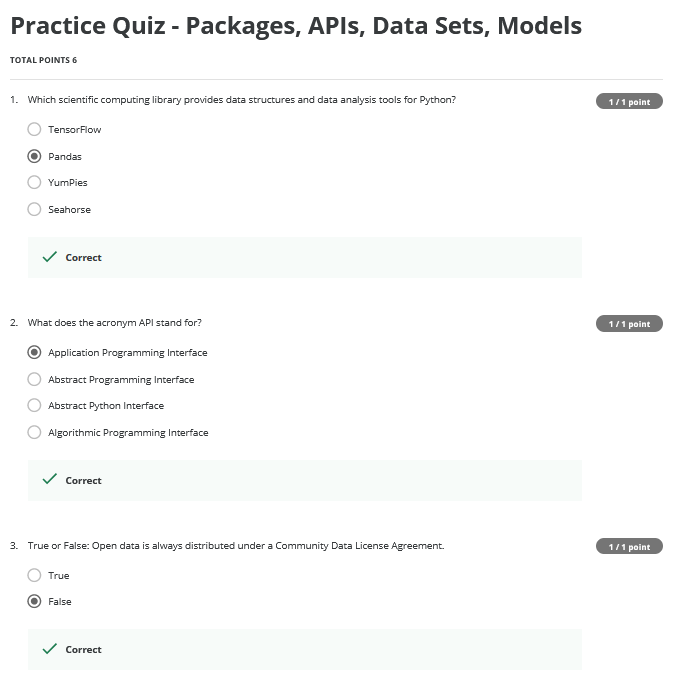 Practice Quiz - Packages, APIs, Data Sets, Models
TOTAL POINTS 6
1. Which scientific computing library provides data structures and data analysis tools for Python?
1 / 1 point
TensorFlow
Pandas
YumPies
Seahorse
Correct
2. What does the acronym API stand for?
1 / 1 point
Application Programming Interface
Abstract Programming Interface
Abstract Python Interface
Algorithmic Programming Interface
Correct
3. True or False: Open data is always distributed under a Community Data License Agreement.
1 / 1 point
True
False
Correct